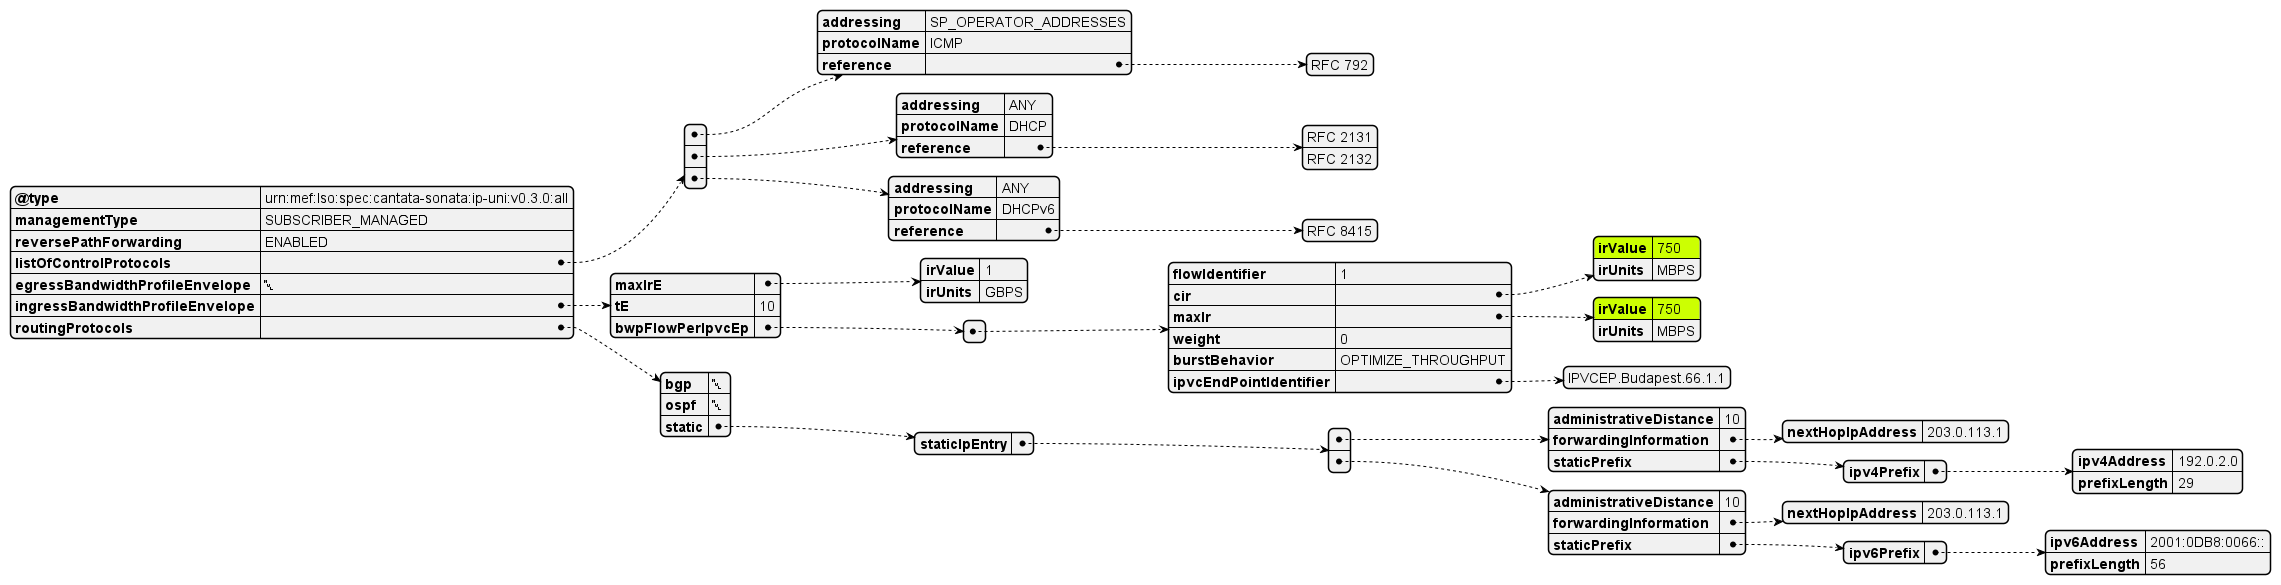 addressing SP_OPERATOR_ADDRESSES
protocolName ICMP
reference
RFC 792
addressing ANY
protocolName DHCP
reference
RFC 2131
RFC 2132
addressing ANY
protocolName DHCPv6
reference
RFC 8415
@type urn:mef:lso:spec:cantata-sonata:ip-uni:v0.3.0:all
managementType SUBSCRIBER_MANAGED
reversePathForwarding ENABLED
listOfControlProtocols
egressBandwidthProfileEnvelope
ingressBandwidthProfileEnvelope
routingProtocols
maxIrE
tE 10
bwpFlowPerIpvcEp
irValue 1
irUnits GBPS
flowIdentifier 1
cir
maxIr
weight 0
burstBehavior OPTIMIZE_THROUGHPUT
ipvcEndPointIdentifier
irValue 750
irUnits MBPS
irValue 750
irUnits MBPS
IPVCEP.Budapest.66.1.1
bgp
ospf
static
staticIpEntry
administrativeDistance 10
forwardingInformation
staticPrefix
nextHopIpAddress 203.0.113.1
ipv4Prefix
ipv4Address 192.0.2.0
prefixLength 29
administrativeDistance 10
forwardingInformation
staticPrefix
nextHopIpAddress 203.0.113.1
ipv6Prefix
ipv6Address 2001:0DB8:0066::
prefixLength 56